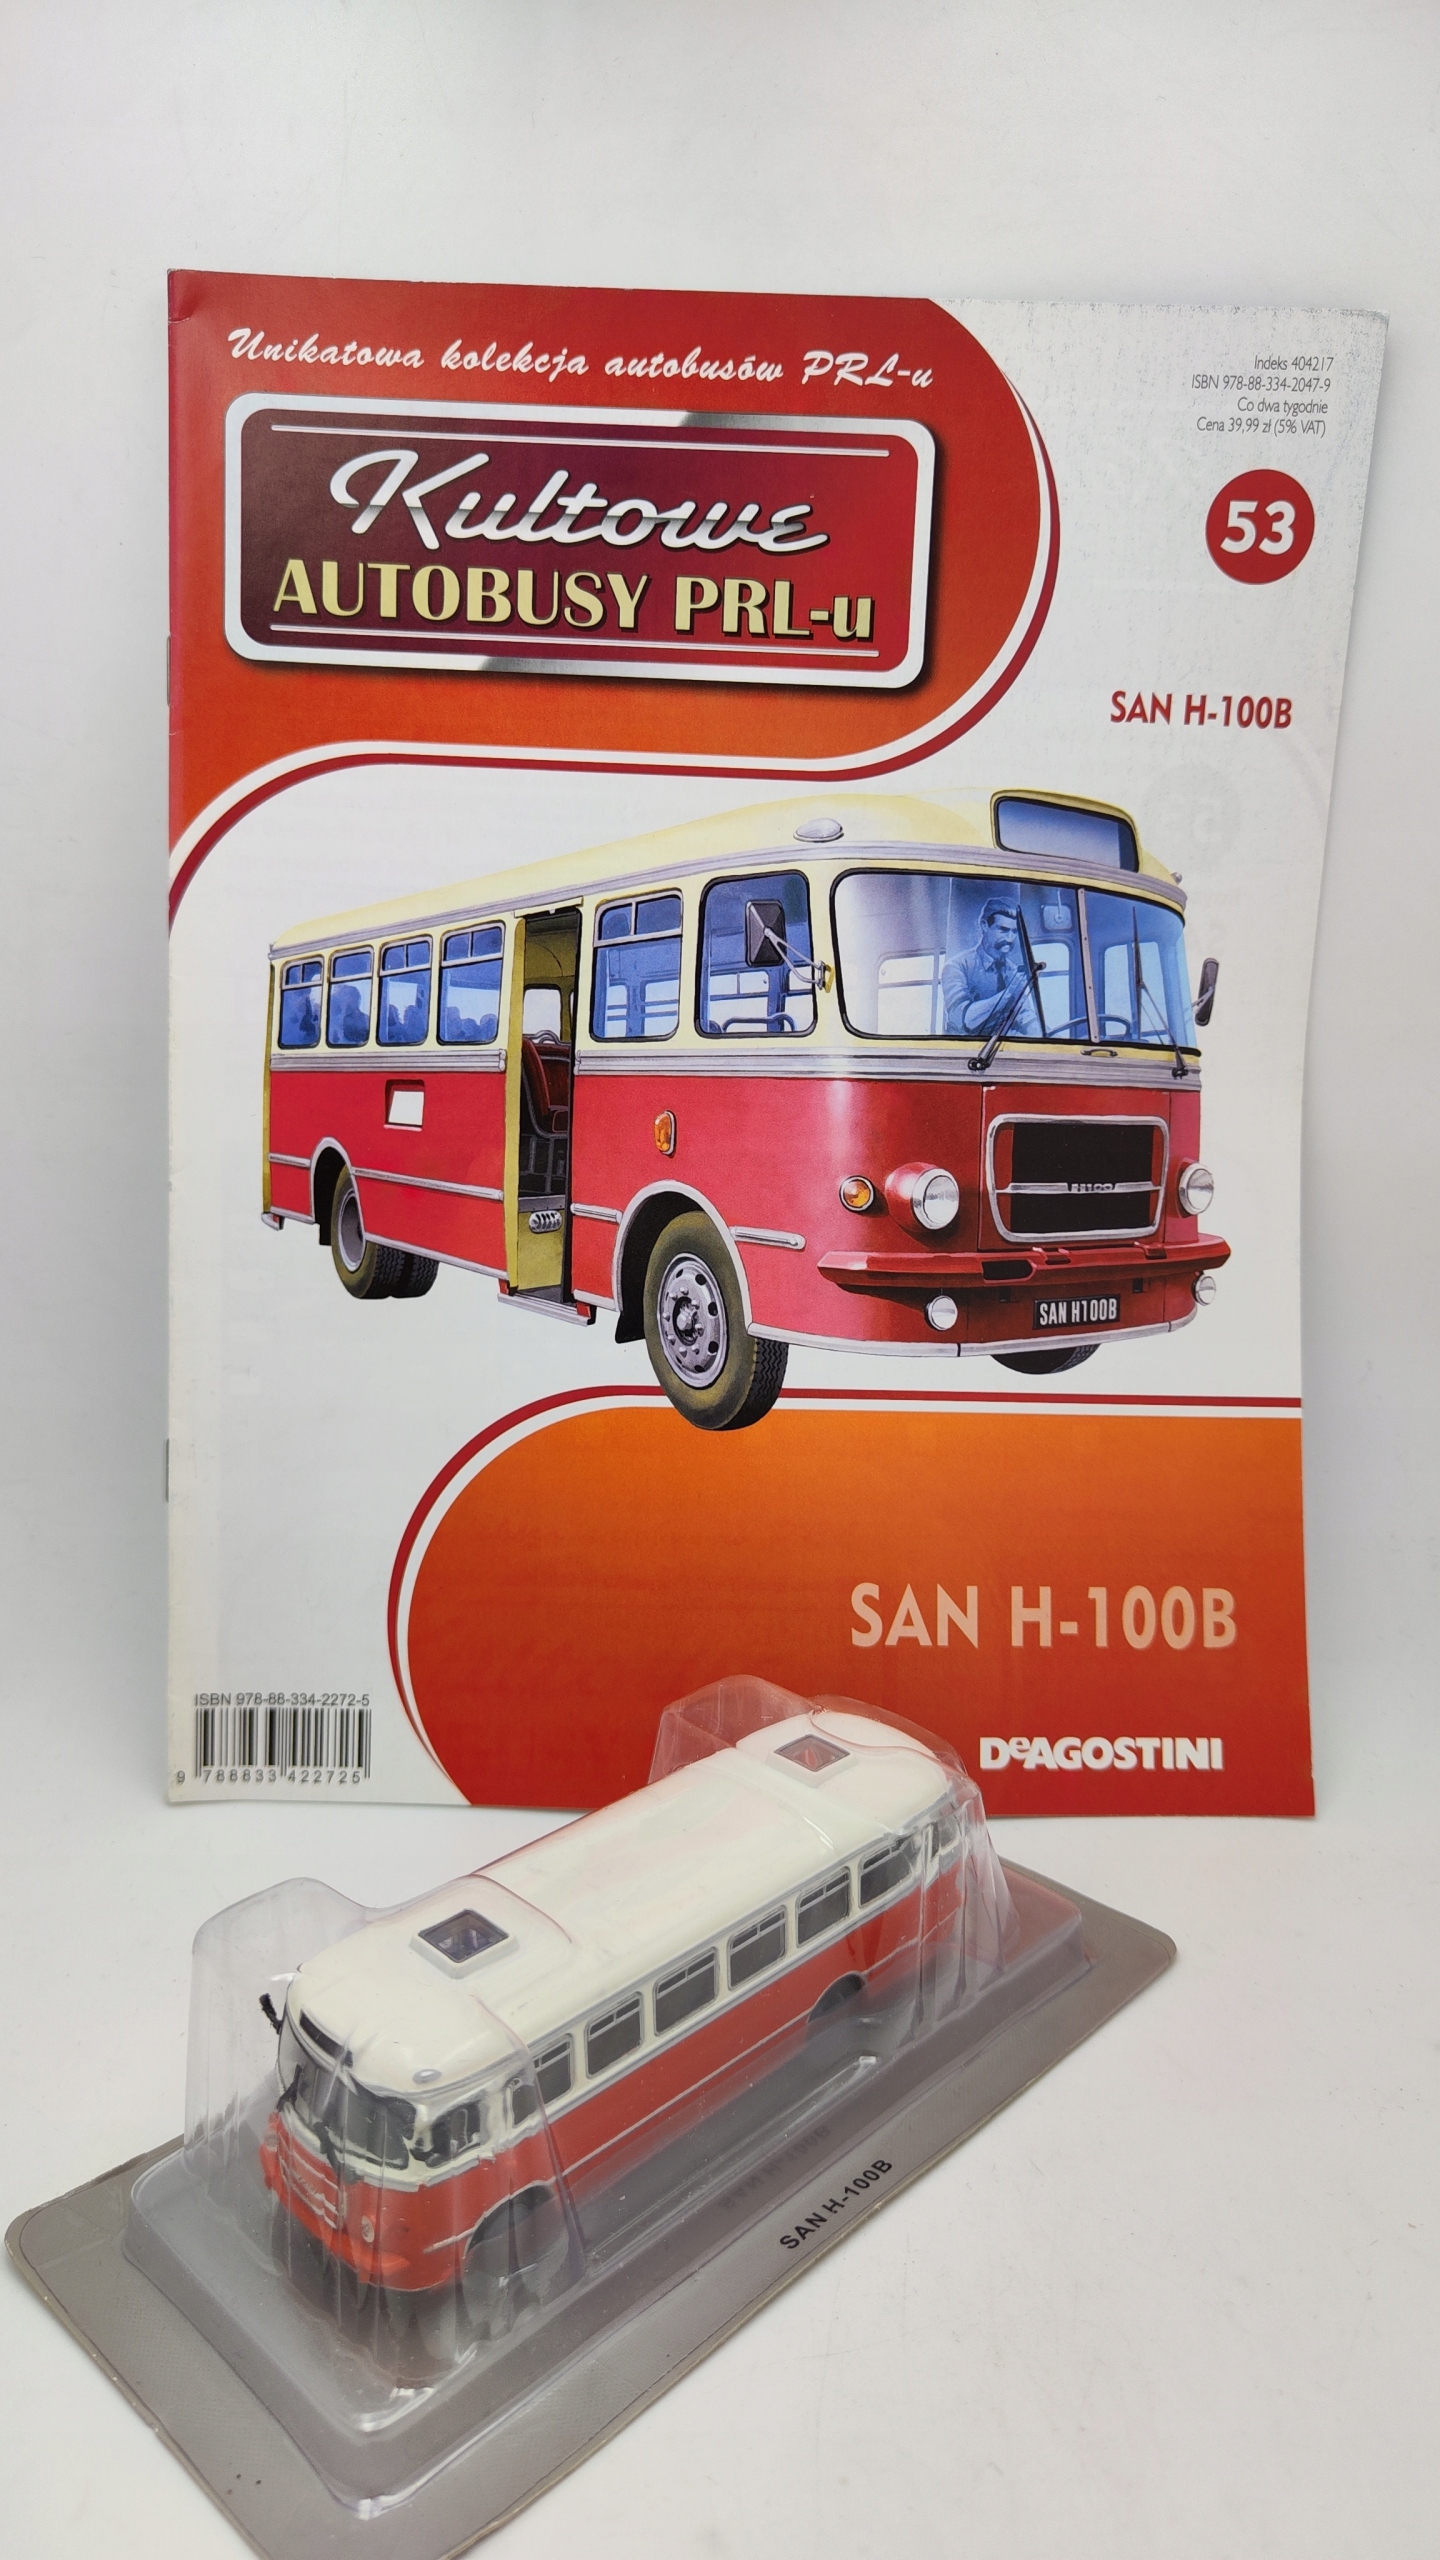 Unikatowa kolekcja autobusów PRL-u
Kultowe
AUTOBUSY PRL-u
Indeks 404217
ISBN 978-88-334-2047-9
Co dwa tygodnie
Cena 39,99 zł (5% VAT)
53
SAN H-100B
H100
SAN H100B
SAN H-100B
ISBN 978-88-334-2272-5
9 788833 422725
DeAGOSTINI
SAN H-100B